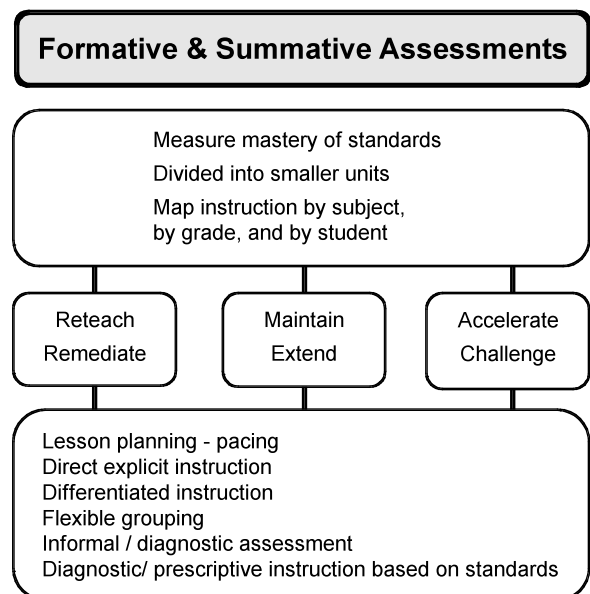 Formative & Summative Assessments
Measure mastery of standards
Divided into smaller units
Map instruction by subject,
by grade, and by student
Reteach
Remediate
Maintain
Extend
Accelerate
Challenge
Lesson planning - pacing
Direct explicit instruction
Differentiated instruction
Flexible grouping
Informal / diagnostic assessment
Diagnostic/ prescriptive instruction based on standards